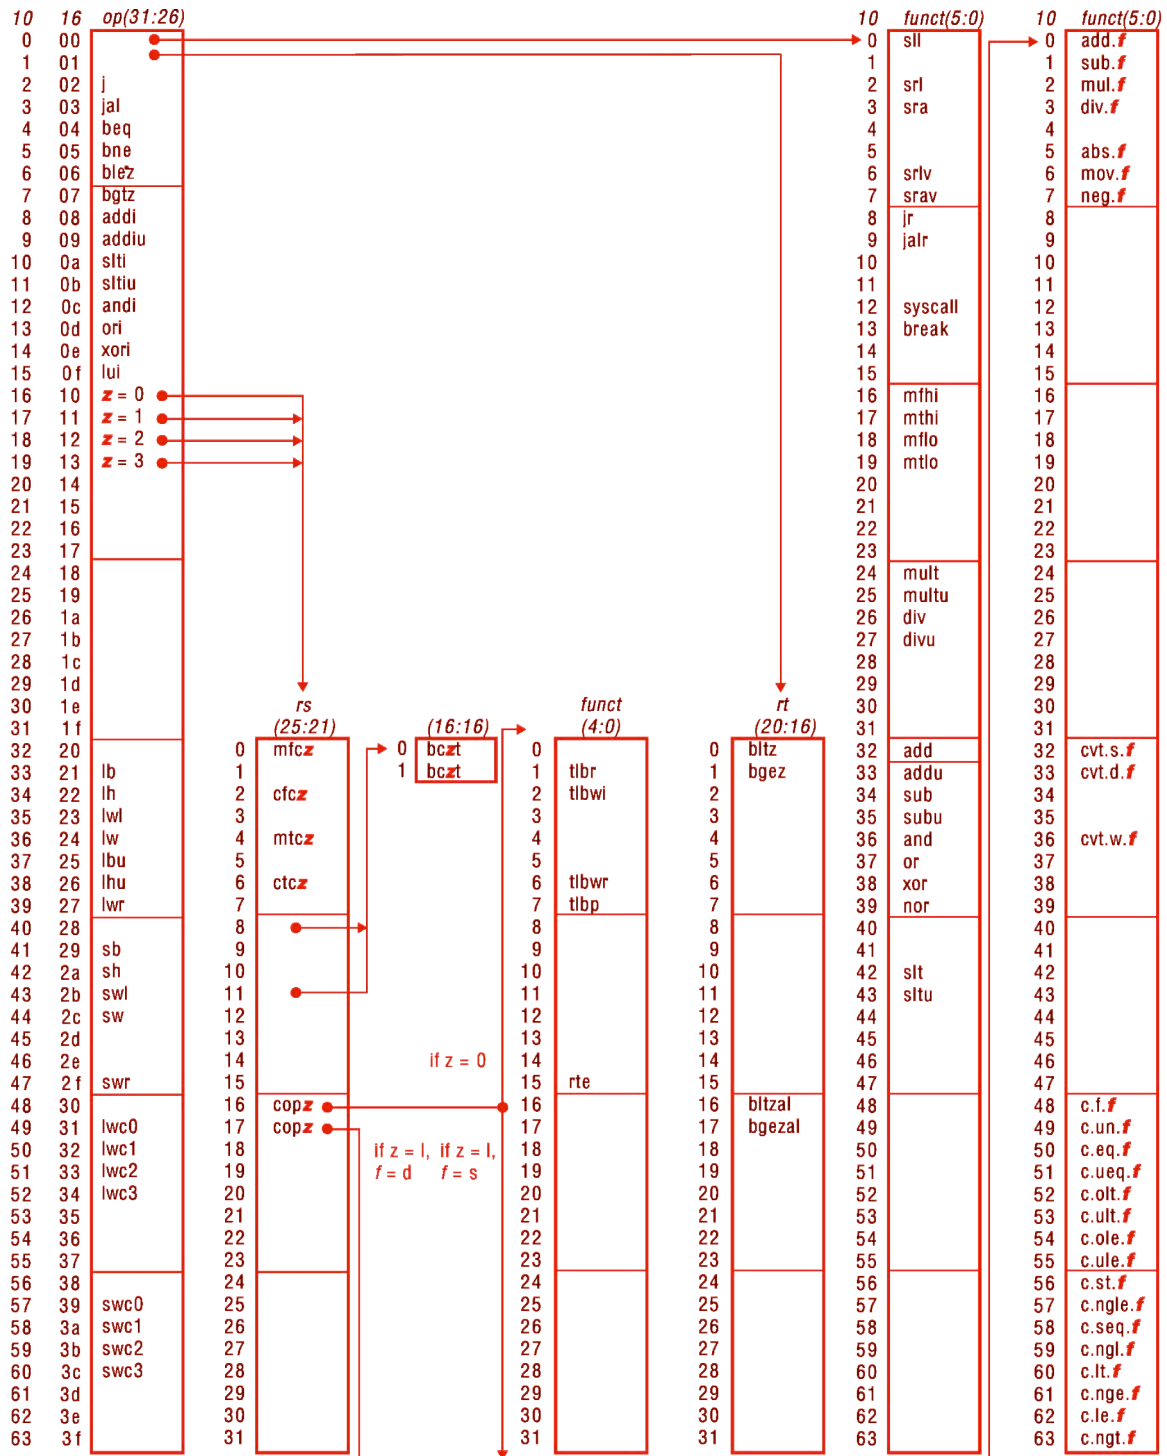 10 16 op(31:26) 10 funct(5:0) 10 funct(5:0)
0 00 0 sll 0 add.f
1 01 1 1 sub.f
2 02 j 2 srl 2 mul.f
3 03 jal 3 sra 3 div.f
4 04 beq 4 4
5 05 bne 5 5 abs.f
6 06 blez 6 srlv 6 mov.f
7 07 bgtz 7 srav 7 neg.f
8 08 addi 8 jr 8
9 09 addiu 9 jalr 9
10 0a slti 10 10
11 0b sltiu 11 11
12 0c andi 12 syscall 12
13 0d ori 13 break 13
14 0e xori 14 14
15 0f lui 15 15
16 10 z = 0 16 mfhi 16
17 11 z = 1 17 mthi 17
18 12 z = 2 18 mflo 18
19 13 z = 3 19 mtlo 19
20 14 20 20
21 15 21 21
22 16 22 22
23 17 23 23
24 18 24 mult 24
25 19 25 multu 25
26 1a 26 div 26
27 1b 27 divu 27
28 1c 28 28
29 1d 29 29
30 1e rs funct rt 30 30
31 1f (25:21) (16:16) (4:0) (20:16) 31 31
32 20 0 mfcz 0 bczt 0 0 bltz 32 add 32 cvt.s.f
33 21 lb 1 1 bczt 1 tlbr 1 bgez 33 addu 33 cvt.d.f
34 22 lh 2 cfcz 2 tlbwi 2 34 sub 34
35 23 lwl 3 3 3 35 subu 35
36 24 lw 4 mtcz 4 4 36 and 36 cvt.w.f
37 25 lbu 5 5 5 37 or 37
38 26 lhu 6 ctcz 6 tlbwr 6 38 xor 38
39 27 lwr 7 7 tlbp 7 39 nor 39
40 28 8 8 8 40 40
41 29 sb 9 9 9 41 41
42 2a sh 10 10 10 42 slt 42
43 2b swl 11 11 11 43 sltu 43
44 2c sw 12 12 12 44 44
45 2d 13 13 13 45 45
46 2e 14 if z = 0 14 14 46 46
47 2f swr 15 15 rte 15 47 47
48 30 16 copz 16 16 bltzal 48 48 c.f.f
49 31 lwc0 17 copz 17 17 bgezal 49 49 c.un.f
50 32 lwc1 18 if z = l, if z = l, 18 18 50 50 c.eq.f
51 33 lwc2 19 f = d f = s 19 19 51 51 c.ueq.f
52 34 lwc3 20 20 20 52 52 c.olt.f
53 35 21 21 21 53 53 c.ult.f
54 36 22 22 22 54 54 c.ole.f
55 37 23 23 23 55 55 c.ule.f
56 38 24 24 24 56 56 c.st.f
57 39 swc0 25 25 25 57 57 c.ngle.f
58 3a swc1 26 26 26 58 58 c.seq.f
59 3b swc2 27 27 27 59 59 c.ngl.f
60 3c swc3 28 28 28 60 60 c.lt.f
61 3d 29 29 29 61 61 c.nge.f
62 3e 30 30 30 62 62 c.le.f
63 3f 31 31 31 63 63 c.ngt.f